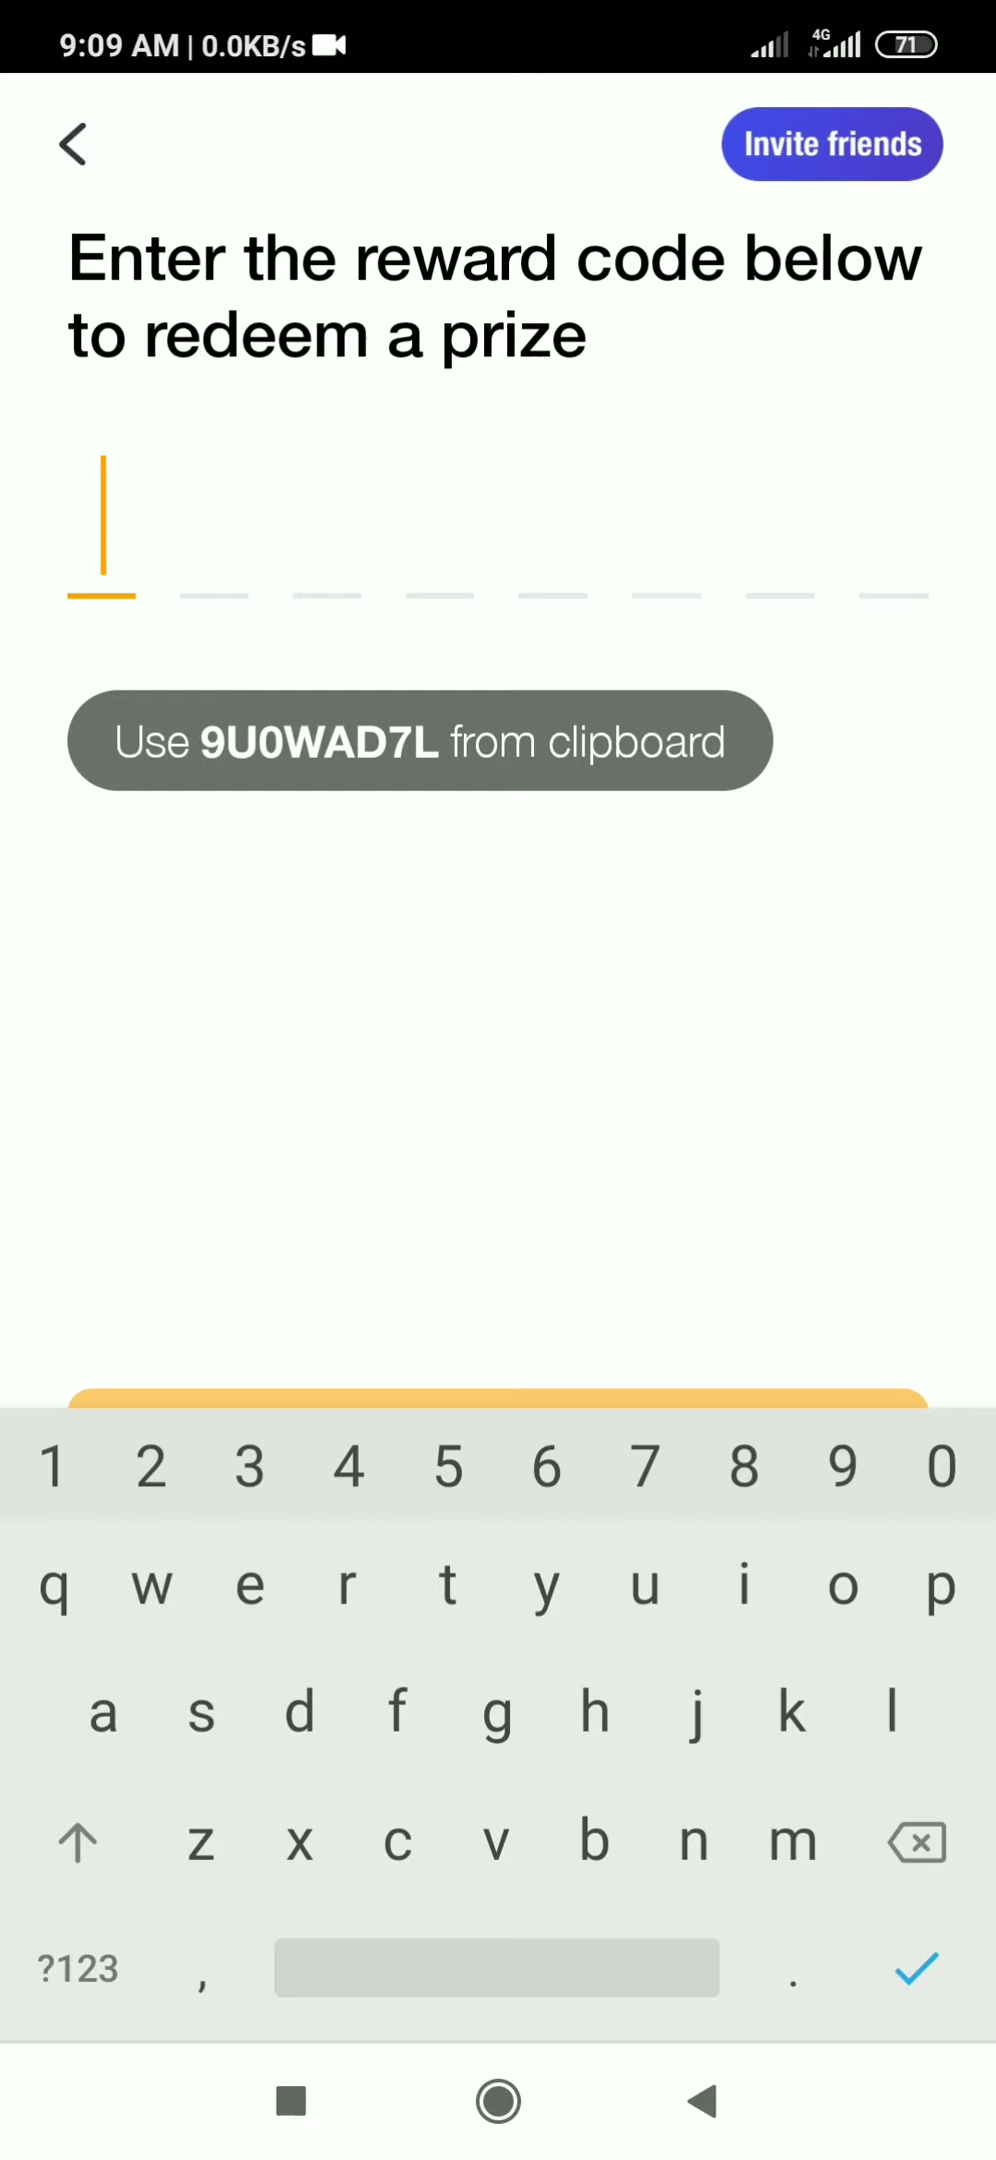 9:09 AM | 0.0KB/s 4G 71
Invite friends
Enter the reward code below
to redeem a prize
Use 9U0WAD7L from clipboard
1 2 3 4 5 6 7 8 9 0
q w e r t y u i o p
a s d f g h j k l
z x c v b n m
?123 , .